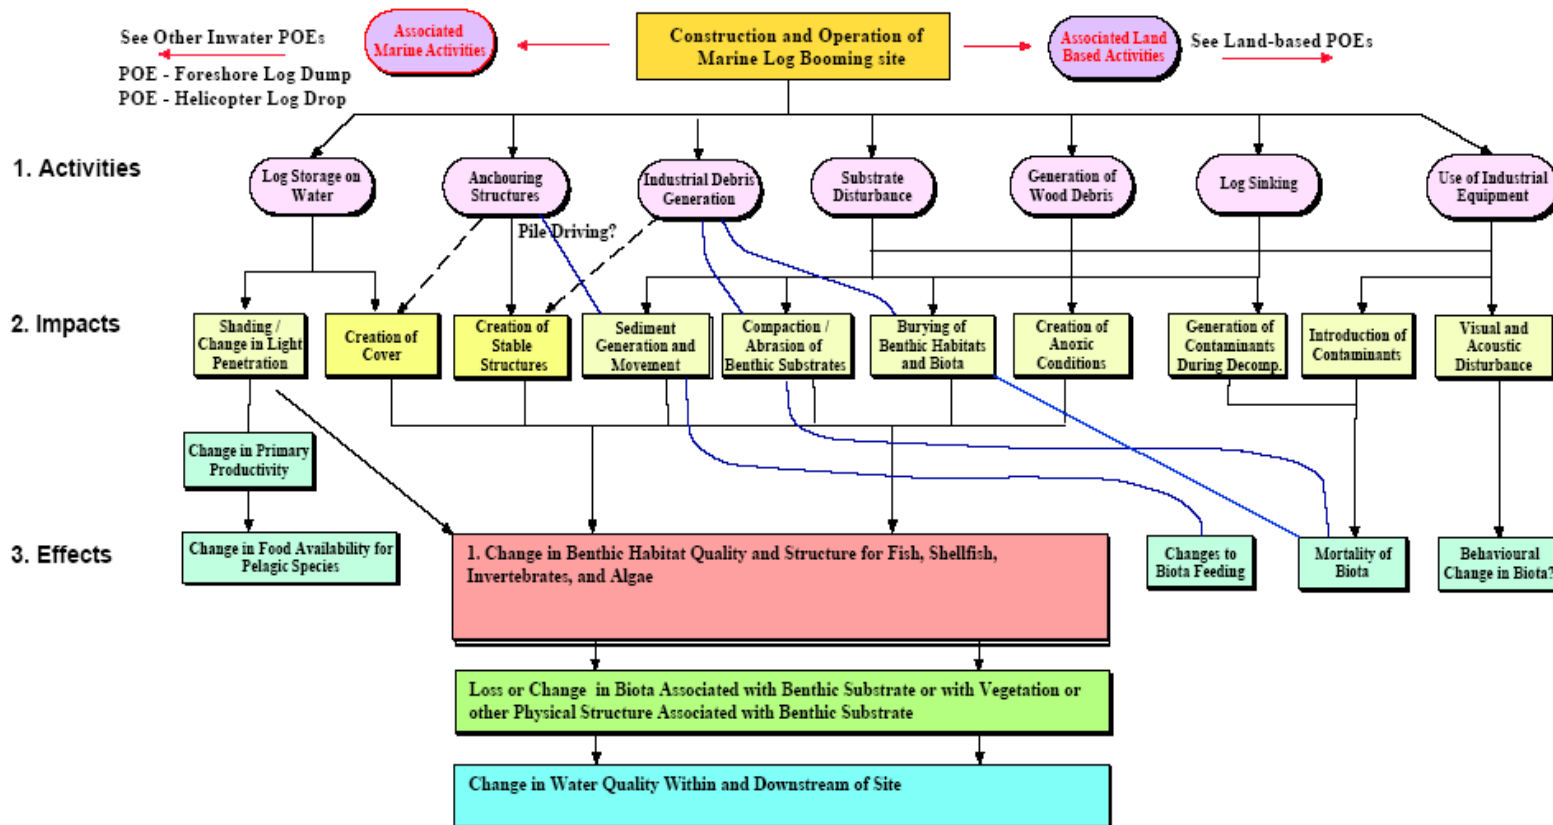 See Other Inwater POEs
POE - Foreshore Log Dump
POE - Helicopter Log Drop
Associated
Marine Activities
Construction and Operation of
Marine Log Booming site
Associated Land
Based Activities
See Land-based POEs
1. Activities
Log Storage on
Water
Anchouring
Structures
Industrial Debris
Generation
Substrate
Disturbance
Generation of
Wood Debris
Log Sinking
Use of Industrial
Equipment
Pile Driving?
2. Impacts
Shading /
Change in Light
Penetration
Creation of
Cover
Creation of
Stable
Structures
Sediment
Generation and
Movement
Compaction /
Abrasion of
Benthic Substrates
Burying of
Benthic Habitats
and Biota
Creation of
Anoxic
Conditions
Generation of
Contaminants
During Decomp.
Introduction of
Contaminants
Visual and
Acoustic
Disturbance
Change in Primary
Productivity
3. Effects
Change in Food Availability for
Pelagic Species
1. Change in Benthic Habitat Quality and Structure for Fish, Shellfish,
Invertebrates, and Algae
Changes to
Biota Feeding
Mortality of
Biota
Behavioural
Change in Biota?
Loss or Change in Biota Associated with Benthic Substrate or with Vegetation or
other Physical Structure Associated with Benthic Substrate
Change in Water Quality Within and Downstream of Site